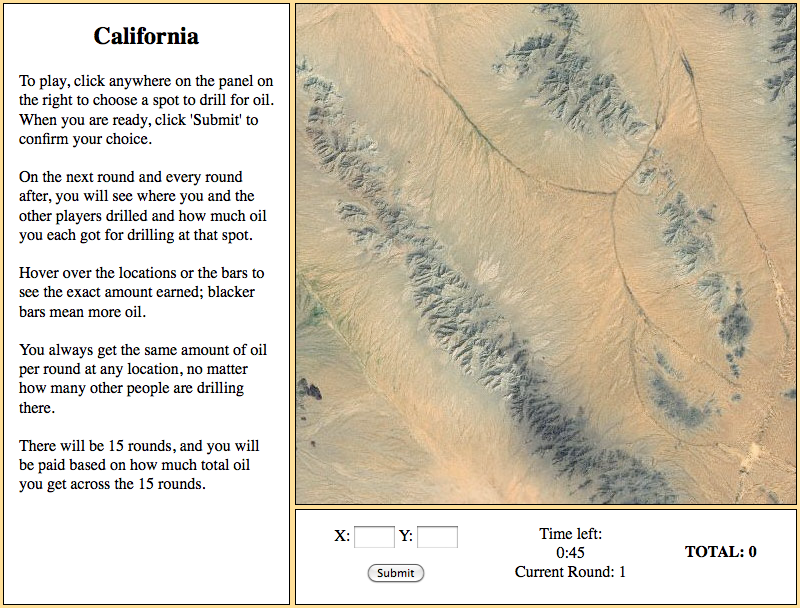 California
To play, click anywhere on the panel on
the right to choose a spot to drill for oil.
When you are ready, click 'Submit' to
confirm your choice.
On the next round and every round
after, you will see where you and the
other players drilled and how much oil
you each got for drilling at that spot.
Hover over the locations or the bars to
see the exact amount earned; blacker
bars mean more oil.
You always get the same amount of oil
per round at any location, no matter
how many other people are drilling
there.
There will be 15 rounds, and you will
be paid based on how much total oil
you get across the 15 rounds.
X: Y:
Submit
Time left:
0:45
Current Round: 1
TOTAL: 0